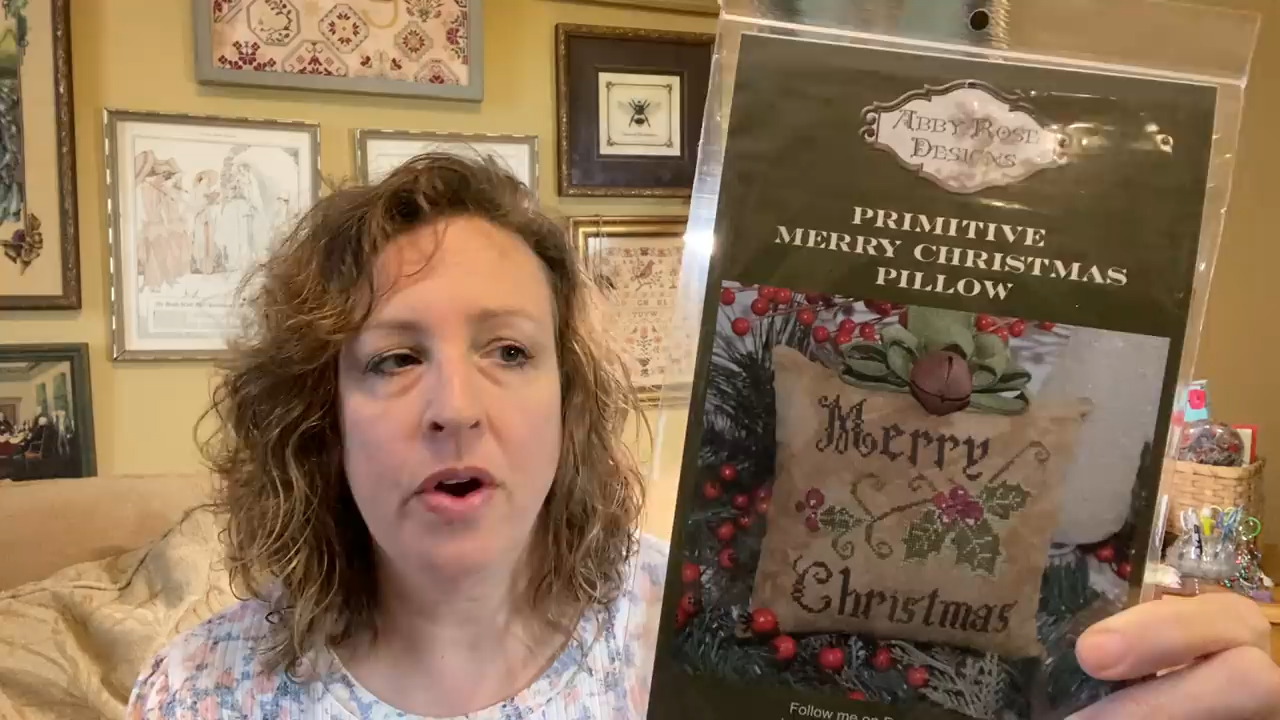 ABBY ROSE
DESIGNS
PRIMITIVE
MERRY CHRISTMAS
PILLOW
Merry
Christmas
Follow me on